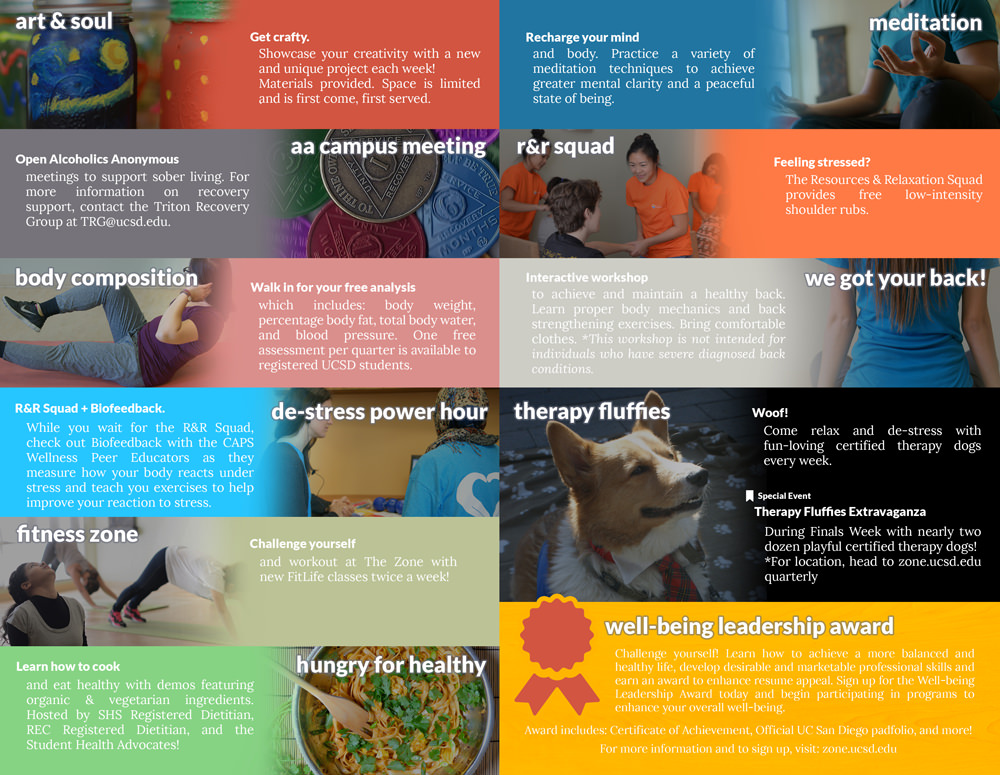 art & soul
Get crafty.
Showcase your creativity with a new
and unique project each week!
Materials provided. Space is limited
and is first come, first served.
meditation
Recharge your mind
and body. Practice a variety of
meditation techniques to achieve
greater mental clarity and a peaceful
state of being.
aa campus meeting
Open Alcoholics Anonymous
meetings to support sober living. For
more information on recovery
support, contact the Triton Recovery
Group at TRG@ucsd.edu.
SERVICE
UNITY
RECOVERY
TO THINE OWN
RECOVERY
MONTHS
r&r squad
Feeling stressed?
The Resources & Relaxation Squad
provides free low-intensity
shoulder rubs.
body composition
Walk in for your free analysis
which includes: body weight,
percentage body fat, total body water,
and blood pressure. One free
assessment per quarter is available to
registered UCSD students.
we got your back!
Interactive workshop
to achieve and maintain a healthy back.
Learn proper body mechanics and back
strengthening exercises. Bring comfortable
clothes. *This workshop is not intended for
individuals who have severe diagnosed back
conditions.
de-stress power hour
R&R Squad + Biofeedback.
While you wait for the R&R Squad,
check out Biofeedback with the CAPS
Wellness Peer Educators as they
measure how your body reacts under
stress and teach you exercises to help
improve your reaction to stress.
therapy fluffies
Woof!
Come relax and de-stress with
fun-loving certified therapy dogs
every week.
Special Event
Therapy Fluffies Extravaganza
During Finals Week with nearly two
dozen playful certified therapy dogs!
*For location, head to zone.ucsd.edu
quarterly
fitness zone
Challenge yourself
and workout at The Zone with
new FitLife classes twice a week!
hungry for healthy
Learn how to cook
and eat healthy with demos featuring
organic & vegetarian ingredients.
Hosted by SHS Registered Dietitian,
REC Registered Dietitian, and the
Student Health Advocates!
well-being leadership award
Challenge yourself! Learn how to achieve a more balanced and
healthy life, develop desirable and marketable professional skills and
earn an award to enhance resume appeal. Sign up for the Well-being
Leadership Award today and begin participating in programs to
enhance your overall well-being.
Award includes: Certificate of Achievement, Official UC San Diego padfolio, and more!
For more information and to sign up, visit: zone.ucsd.edu